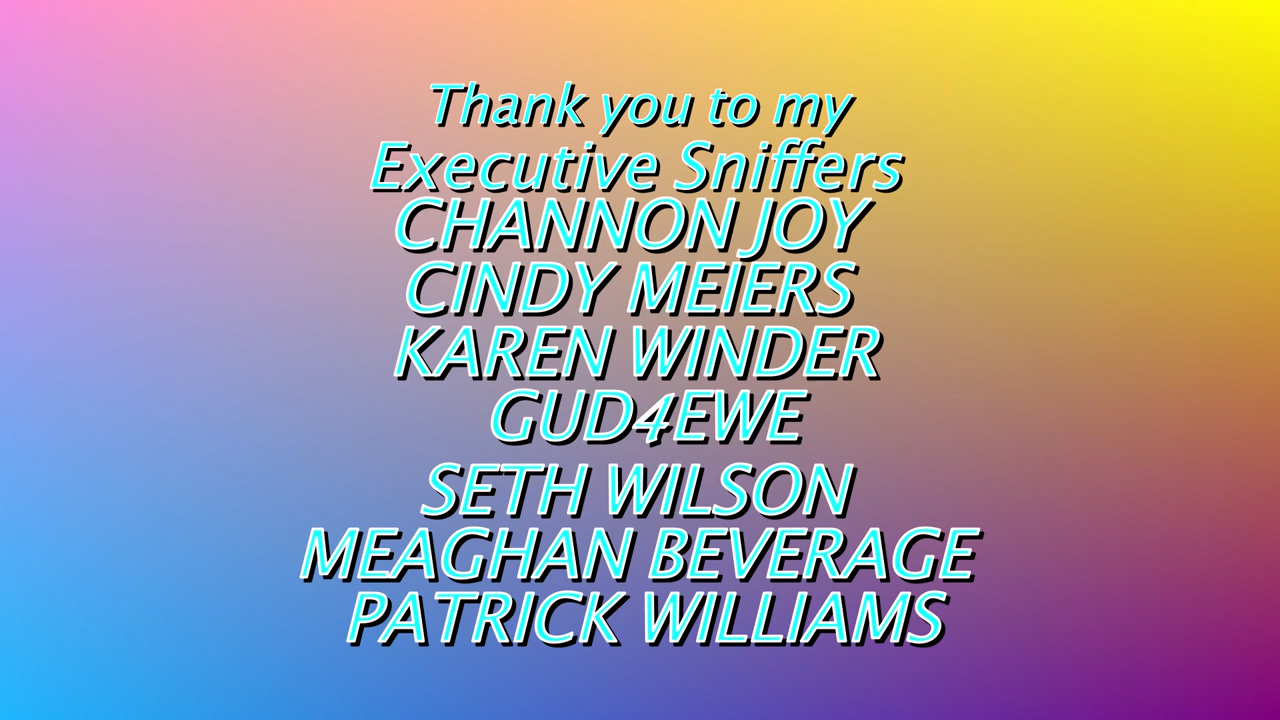 Thank you to my
Executive Sniffers
CHANNON JOY
CINDY MEIERS
KAREN WINDER
GUD4EWE
SETH WILSON
MEAGHAN BEVERAGE
PATRICK WILLIAMS